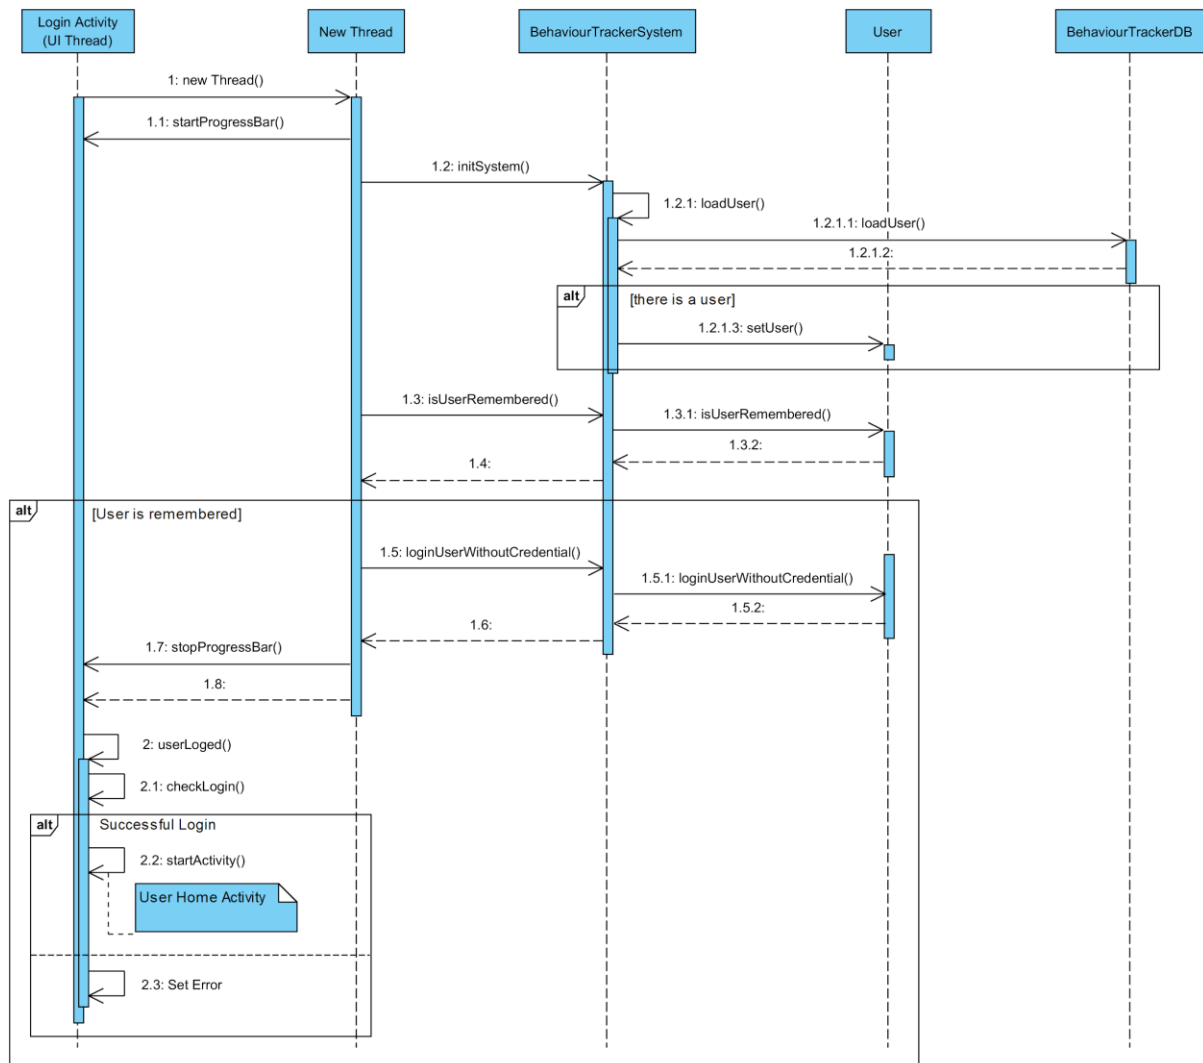 Login Activity
(UI Thread)
New Thread
BehaviourTrackerSystem
User
BehaviourTrackerDB
1: new Thread()
1.1: startProgressBar()
1.2: initSystem()
1.2.1: loadUser()
1.2.1.1: loadUser()
1.2.1.2:
alt
[there is a user]
1.2.1.3: setUser()
1.3: isUserRemembered()
1.3.1: isUserRemembered()
1.3.2:
1.4:
alt
[User is remembered]
1.5: loginUserWithoutCredential()
1.5.1: loginUserWithoutCredential()
1.5.2:
1.6:
1.7: stopProgressBar()
1.8:
2: userLoged()
2.1: checkLogin()
alt
Successful Login
2.2: startActivity()
User Home Activity
2.3: Set Error